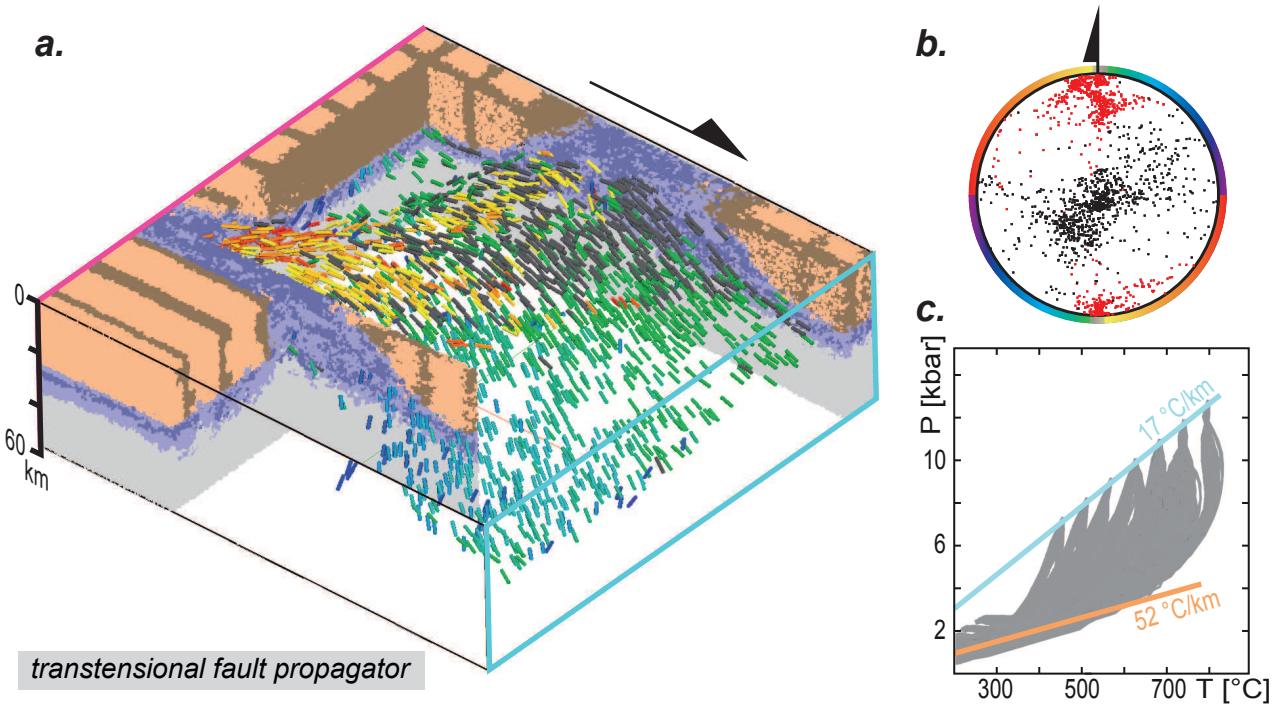 a.
0
60
km
transtensional fault propagator
b.
c.
P [kbar]
10
6
2
17 °C/km
52 °C/km
300
500
700
T [°C]